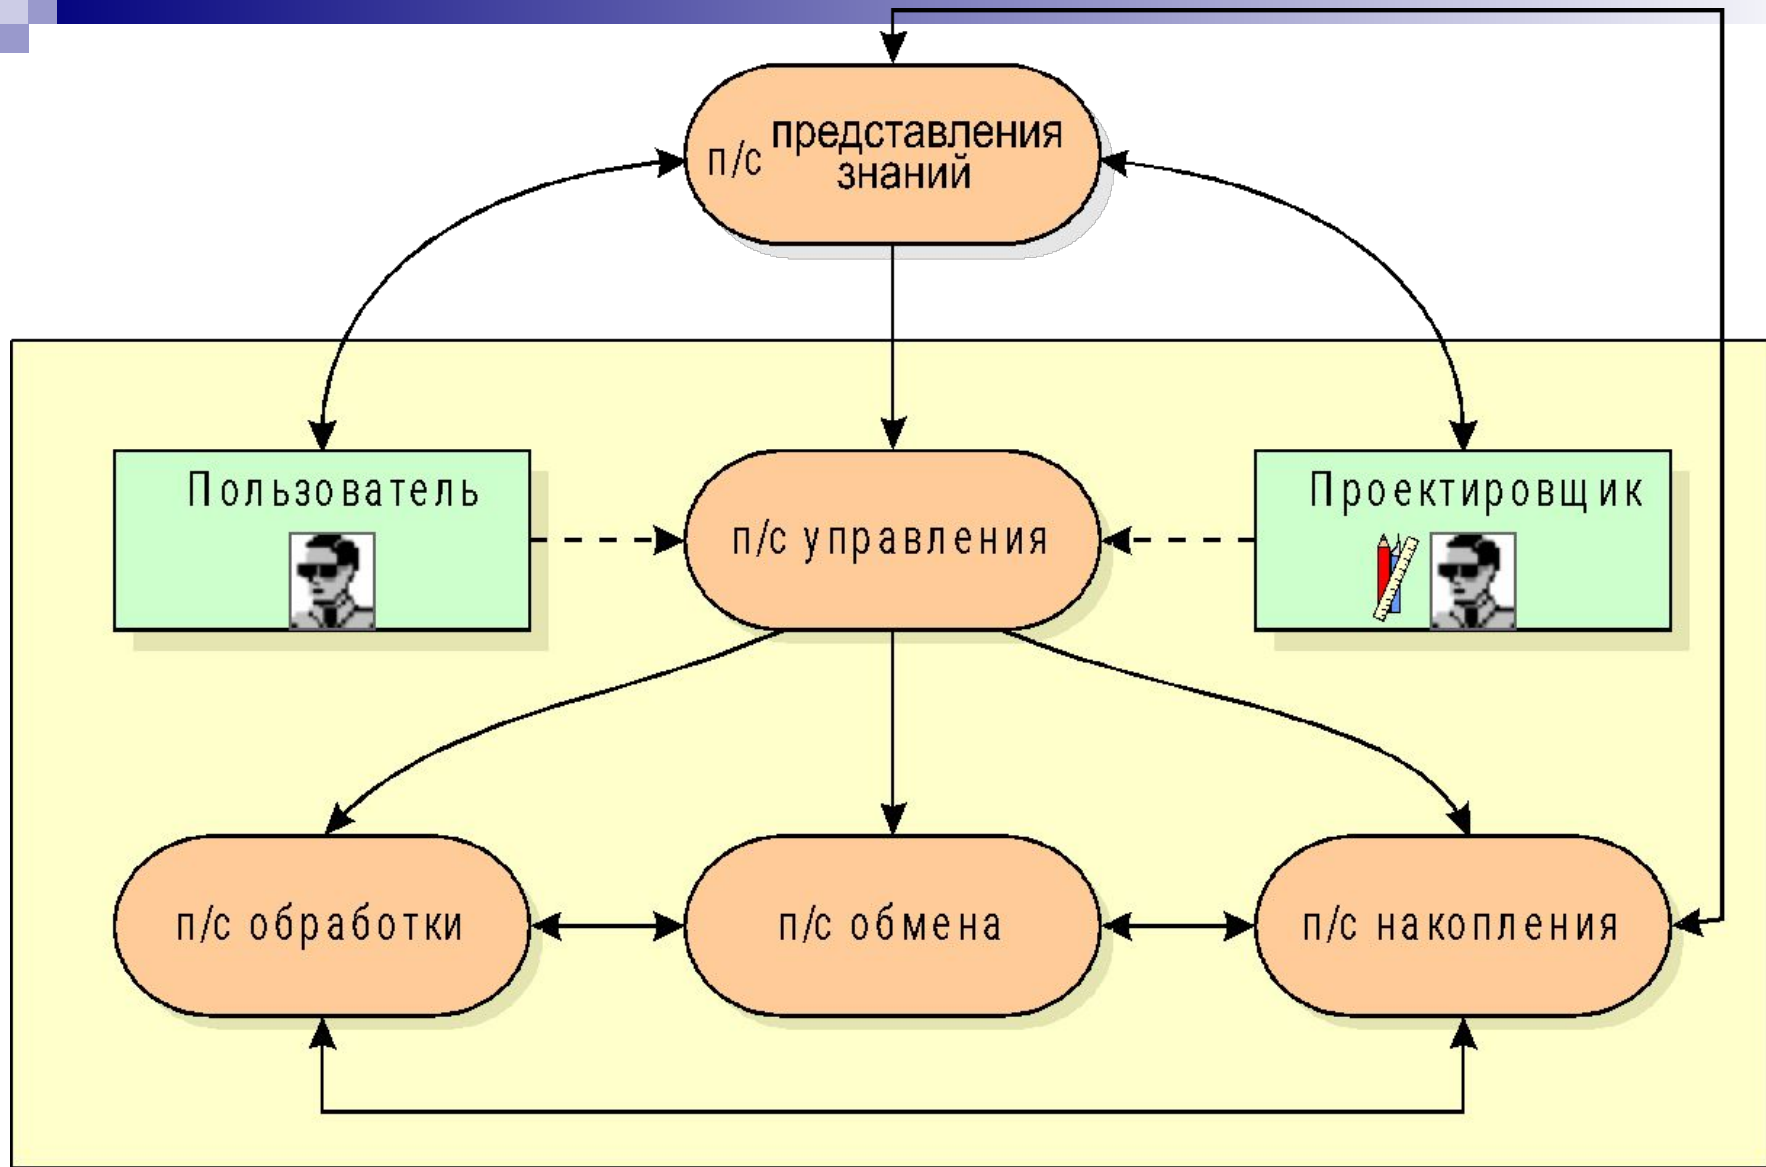 п/с представления
знаний
Пользователь
п/с управления
Проектировщик
п/с обработки
п/с обмена
п/с накопления